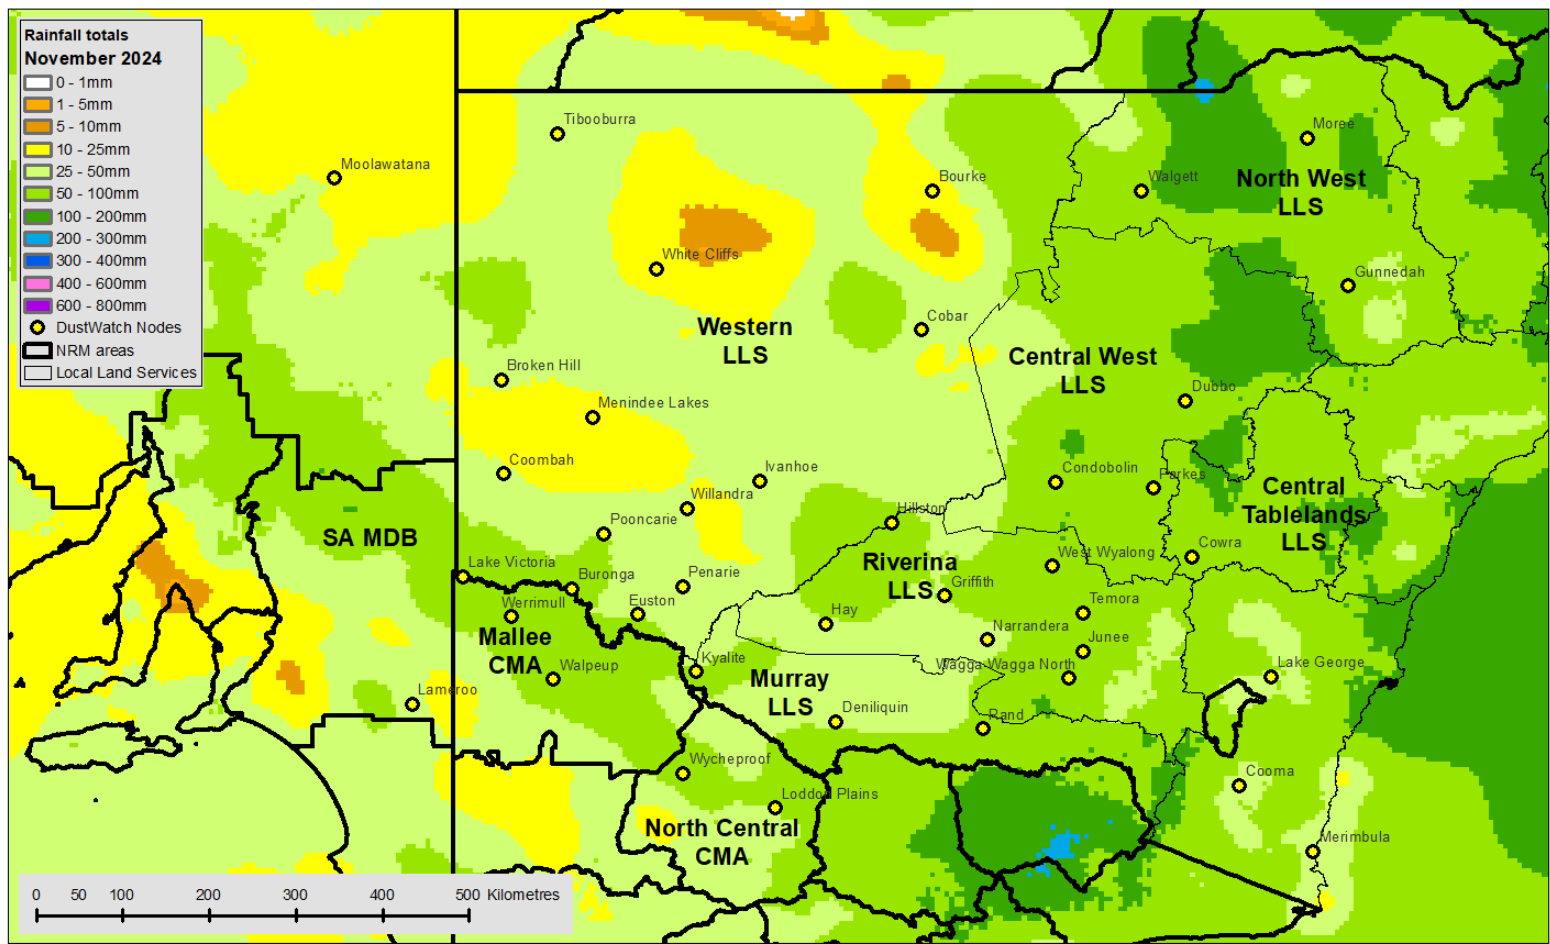 Rainfall totals
November 2024
0 - 1mm
1 - 5mm
5 - 10mm
10 - 25mm
25 - 50mm
50 - 100mm
100 - 200mm
200 - 300mm
300 - 400mm
400 - 600mm
600 - 800mm
DustWatch Nodes
NRM areas
Local Land Services
Tibooburra
Moree
Moolawatana
Bourke
Walgett
North West
LLS
White Cliffs
Gunnedah
Cobar
Western
LLS
Central West
LLS
Broken Hill
Dubbo
Menindee Lakes
Coombah
Ivanhoe
Condobolin
Parkes
Willandra
Central
Tablelands
LLS
Pooncarie
Hillston
SA MDB
Riverina
LLS
West Wyalong
Cowra
Lake Victoria
Buronga
Penarie
Griffith
Werrimull
Euston
Temora
Hay
Narrandera
Mallee
CMA
Junee
Walpeup
Kyalite
Wagga Wagga North
Lake George
Murray
LLS
Lameroo
Deniliquin
Rand
Wycheproof
Cooma
Loddon Plains
North Central
CMA
Merimbula
0 50 100 200 300 400 500 Kilometres